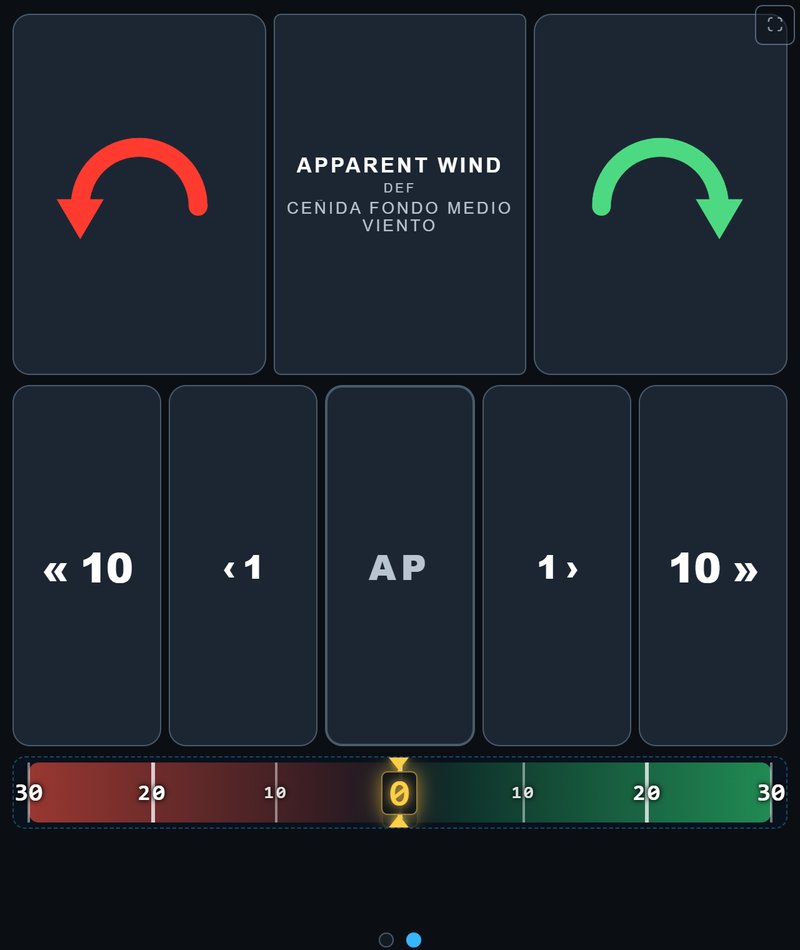 APPARENT WIND
DEF
CEÑIDA FONDO MEDIO
VIENTO
« 10
‹ 1
AP
1 ›
10 »
30 20 10 0 10 20 30